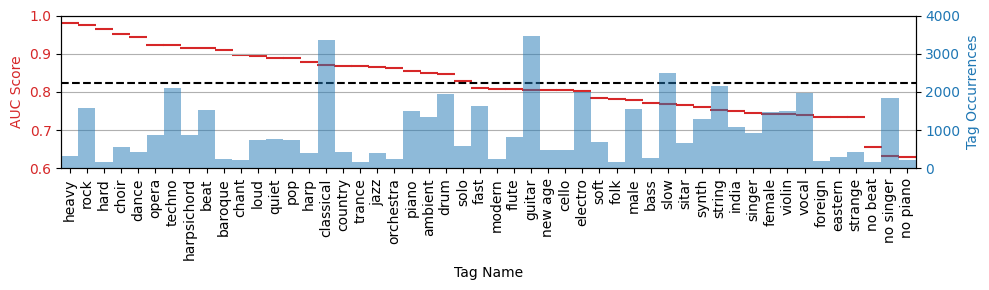 AUC Score
1.0
0.9
0.8
0.7
0.6
4000
3000
2000
1000
0
Tag Occurrences
heavy
rock
hard
choir
dance
opera
techno
harpsichord
beat
baroque
chant
loud
quiet
pop
harp
classical
country
trance
jazz
orchestra
piano
ambient
drum
solo
fast
modern
flute
guitar
new age
cello
electro
soft
folk
male
bass
slow
sitar
synth
string
india
singer
female
violin
vocal
foreign
eastern
strange
no beat
no singer
no piano
Tag Name